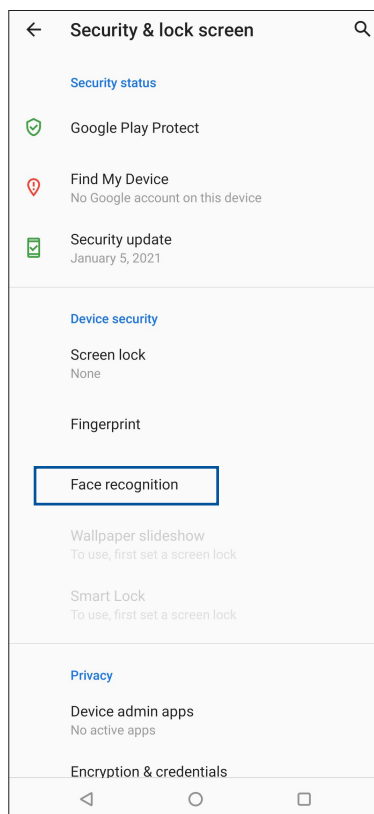 Security & lock screen
Security status
Google Play Protect
Find My Device
No Google account on this device
Security update
January 5, 2021
Device security
Screen lock
None
Fingerprint
Face recognition
Wallpaper slideshow
To use, first set a screen lock
Smart Lock
To use, first set a screen lock
Privacy
Device admin apps
No active apps
Encryption & credentials